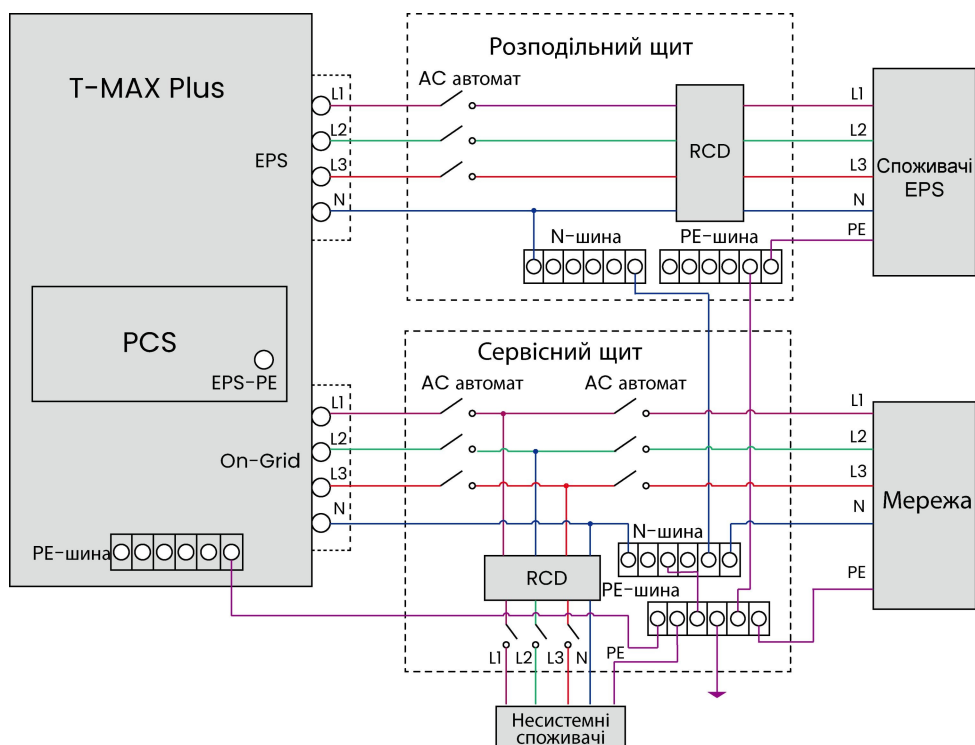 T-MAX Plus
EPS
L1
L2
L3
N
Розподільний щит
АС автомат
RCD
N-шина
PE-шина
L1
L2
L3
N
PE
Споживачі
EPS
PCS
EPS-PE
On-Grid
L1
L2
L3
N
PE-шина
Сервісний щит
АС автомат
АС автомат
N-шина
RCD
PE-шина
L1
L2
L3
N
PE
L1
L2
L3
N
PE
Мережа
Несистемні
споживачі